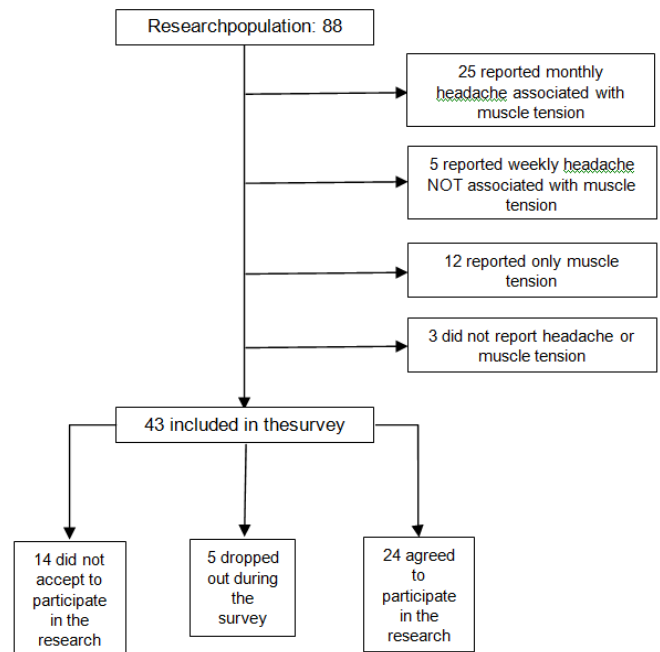 Researchpopulation: 88
25 reported monthly
headache associated with
muscle tension
5 reported weekly headache
NOT associated with muscle
tension
12 reported only muscle
tension
3 did not report headache or
muscle tension
43 included in thesurvey
14 did not
accept to
participate
in the
research
5 dropped
out during
the
survey
24 agreed
to
participate
in the
research